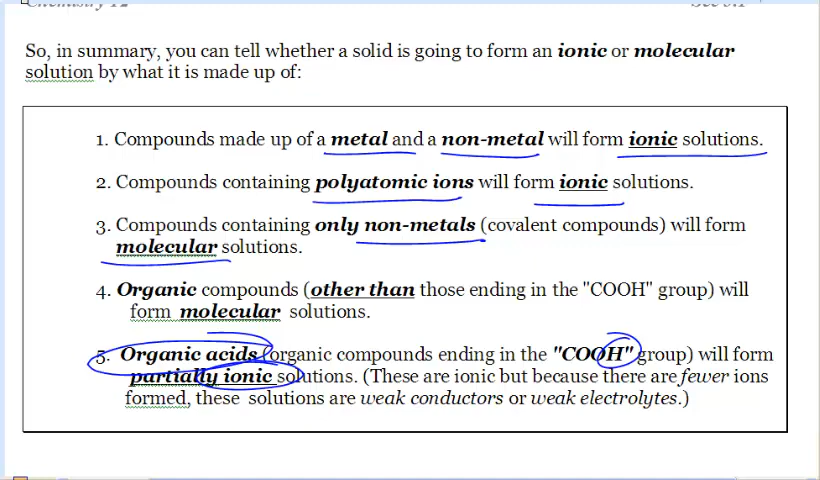 Chemistry 12
So, in summary, you can tell whether a solid is going to form an ionic or molecular
solution by what it is made up of:
1. Compounds made up of a metal and a non-metal will form ionic solutions.
2. Compounds containing polyatomic ions will form ionic solutions.
3. Compounds containing only non-metals (covalent compounds) will form
molecular solutions.
4. Organic compounds (other than those ending in the "COOH" group) will
form molecular solutions.
5. Organic acids (organic compounds ending in the "COOH" group) will form
partially ionic solutions. (These are ionic but because there are fewer ions
formed, these solutions are weak conductors or weak electrolytes.)